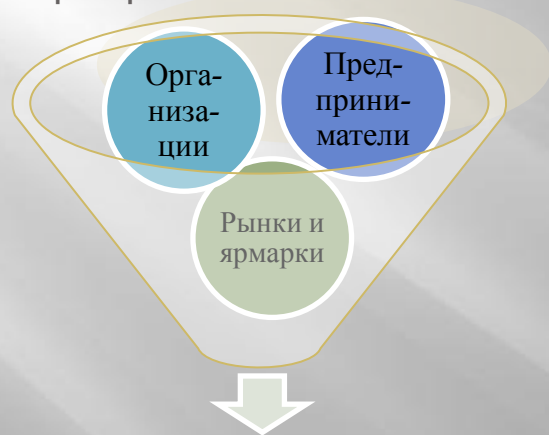 Орга-
низа-
ции
Пред-
прини-
матели
Рынки и
ярмарки